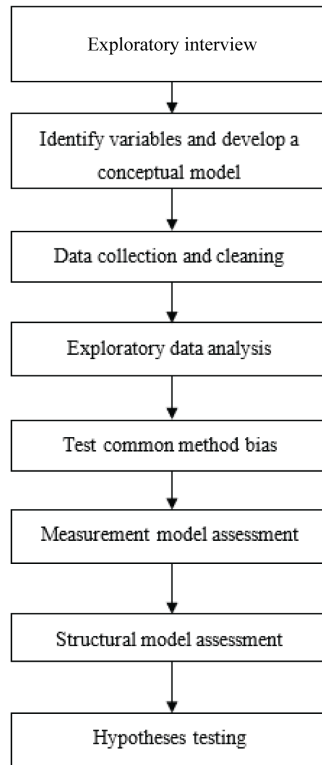 Exploratory interview
Identify variables and develop a
conceptual model
Data collection and cleaning
Exploratory data analysis
Test common method bias
Measurement model assessment
Structural model assessment
Hypotheses testing